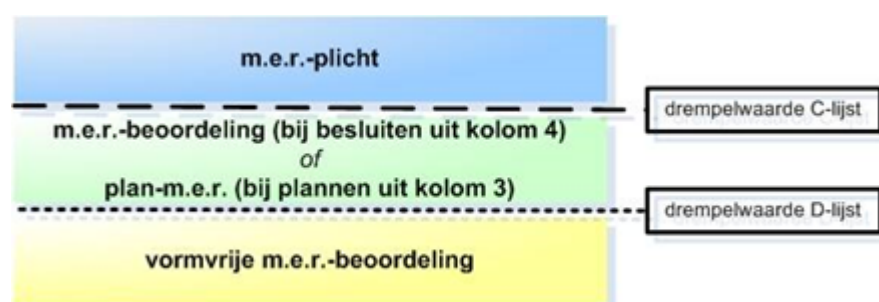 m.e.r.-plicht
drempelwaarde C-lijst
m.e.r.-beoordeling (bij besluiten uit kolom 4)
of
plan-m.e.r. (bij plannen uit kolom 3)
drempelwaarde D-lijst
vormvrije m.e.r.-beoordeling